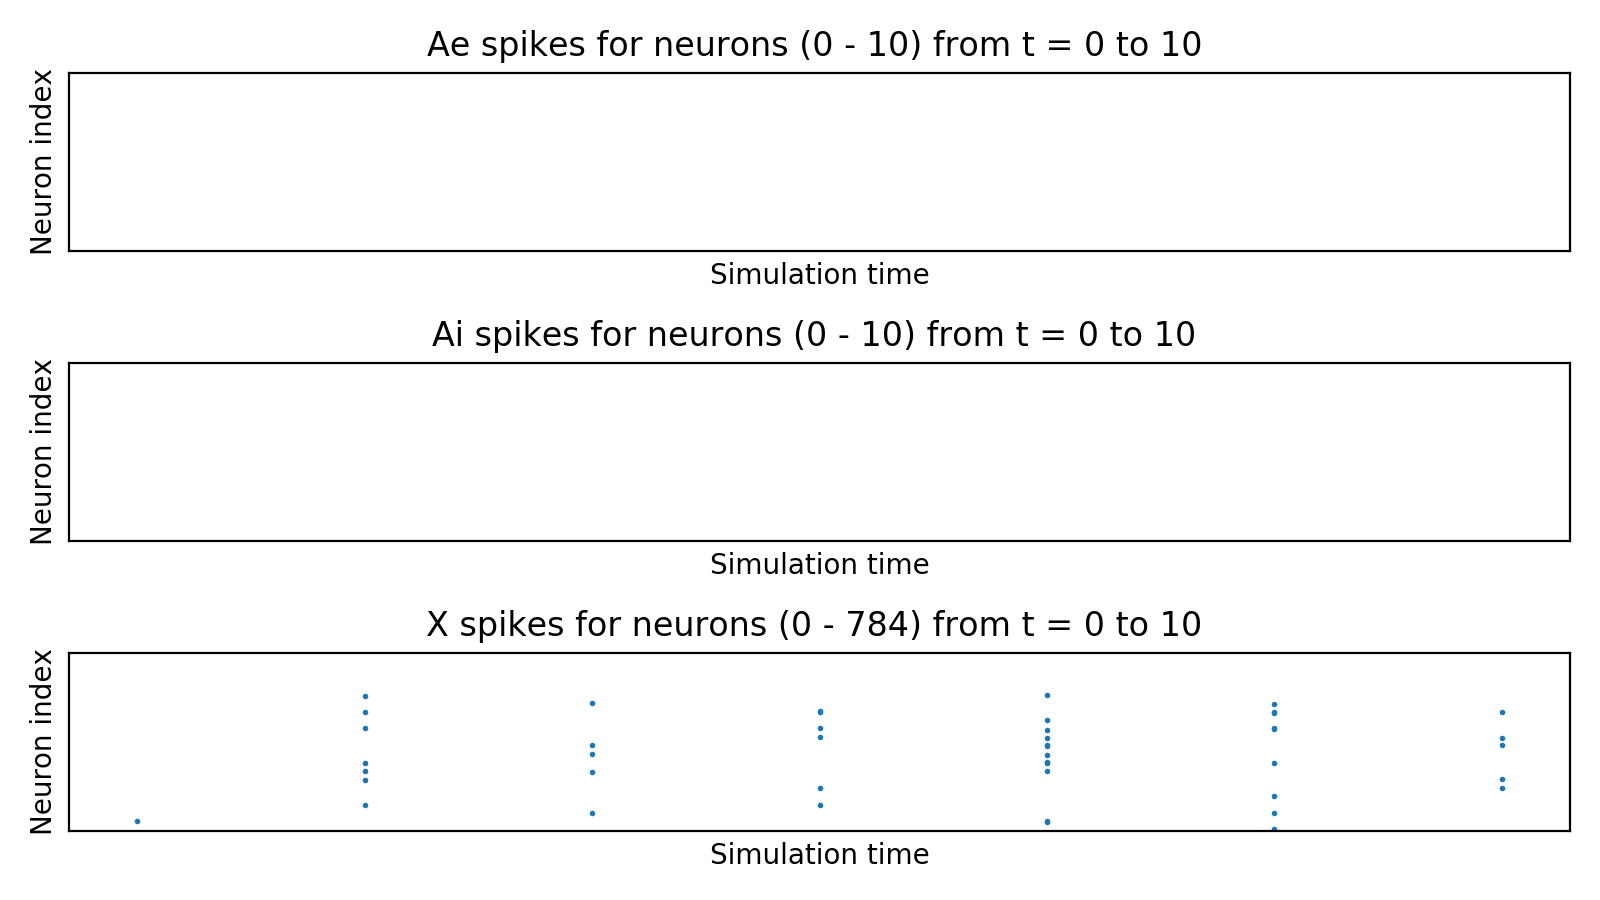 Ae spikes for neurons (0 - 10) from t = 0 to 10
Neuron index
Simulation time
Ai spikes for neurons (0 - 10) from t = 0 to 10
Neuron index
Simulation time
X spikes for neurons (0 - 784) from t = 0 to 10
Neuron index
Simulation time